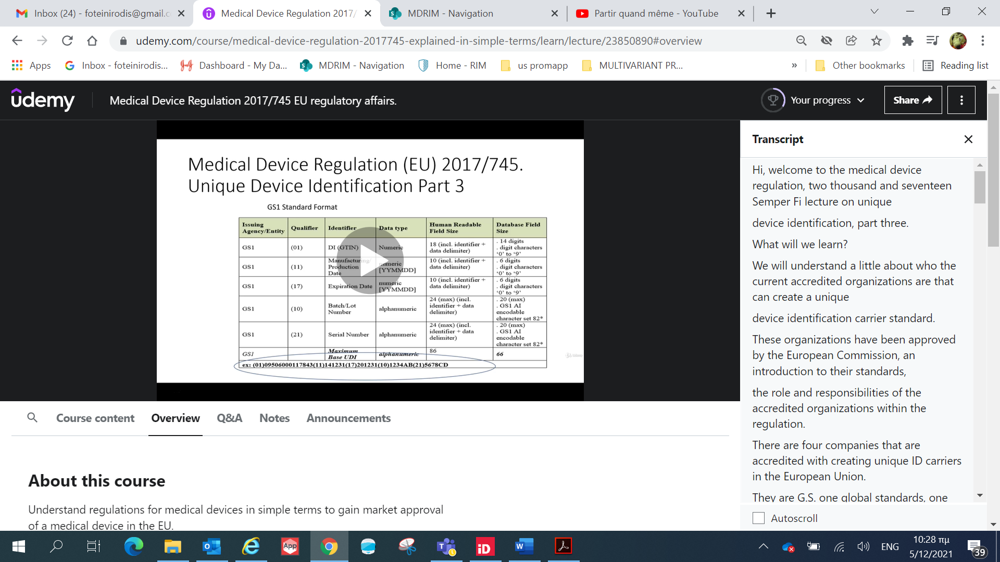 Inbox (24) - foteinirodis@gmail.c
Medical Device Regulation 2017/
MDRIM - Navigation
Partir quand même - YouTube
udemy.com/course/medical-device-regulation-2017745-explained-in-simple-terms/learn/lecture/23850890#overview
Apps
Inbox - foteinirodis...
Dashboard - My Da...
MDRIM - Navigation
Home - RIM
us promapp
MULTIVARIANT PR...
»
Other bookmarks
Reading list
udemy
Medical Device Regulation 2017/745 EU regulatory affairs.
Your progress
Share
Medical Device Regulation (EU) 2017/745.
Unique Device Identification Part 3
GS1 Standard Format
Issuing Agency/Entity Qualifier Identifier Data type Human Readable Field Size Database Field Size
GS1 (01) DI (GTIN) Numeric 18 (incl. identifier + data delimiter) . 14 digits . digit characters ‘0’ to ‘9’
GS1 (11) Manufacturing/ Production Date numeric [YYMMDD] 10 (incl. identifier + data delimiter) . 6 digits . digit characters ‘0’ to ‘9’
GS1 (17) Expiration Date numeric [YYMMDD] 10 (incl. identifier + data delimiter) . 6 digits . digit characters ‘0’ to ‘9’
GS1 (10) Batch/Lot Number alphanumeric 24 (max) (incl. identifier + data delimiter) . 20 (max) . GS1 AI encodable character set 82*
GS1 (21) Serial Number alphanumeric 24 (max) (incl. identifier + data delimiter) . 20 (max) . GS1 AI encodable character set 82*
GS1 Maximum Base UDI alphanumeric 86 66
ex: (01)09506000117843(11)141231(17)201231(10)1234AB(21)5678CD
Udemy
Transcript
Hi, welcome to the medical device
regulation, two thousand and seventeen
Semper Fi lecture on unique
device identification, part three.
What will we learn?
We will understand a little about who the
current accredited organizations are that
can create a unique
device identification carrier standard.
These organizations have been approved
by the European Commission, an
introduction to their standards,
the role and responsibilities of the
accredited organizations within the
regulation.
There are four companies that are
accredited with creating unique ID carriers
in the European Union.
They are G.S. one global standards, one
Autoscroll
Course content
Overview
Q&A
Notes
Announcements
About this course
Understand regulations for medical devices in simple terms to gain market approval
of a medical device in the EU.
App
iD
ENG
10:28 πμ
5/12/2021
39